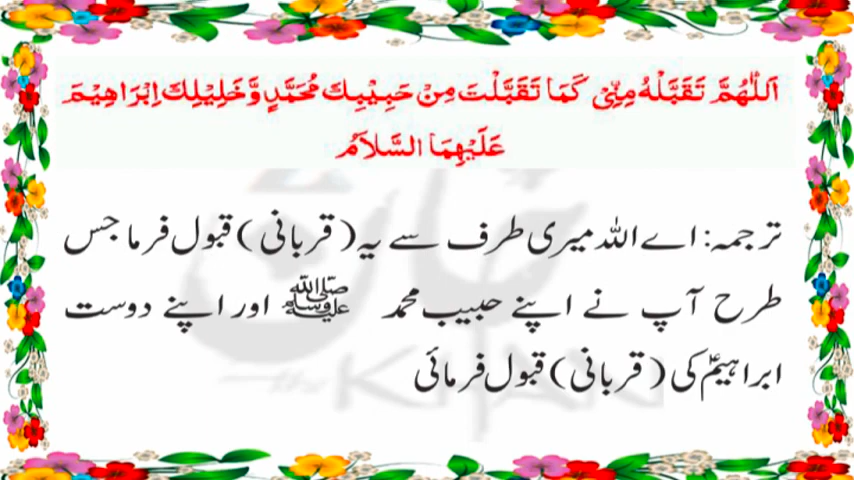 اَللّٰهُمَّ تَقَبَّلْهُ مِنِّیْ کَمَا تَقَبَّلْتَ مِنْ حَبِیْبِكَ مُحَمَّدٍ وَّخَلِیْلِكَ اِبْرَاهِیْمَ
عَلَیْهِمَا السَّلَامُ
ترجمہ: اے اللہ میری طرف سے یہ (قربانی) قبول فرما جس
طرح آپ نے اپنے حبیب محمد ﷺ اور اپنے دوست
ابراہیمؑ کی (قربانی) قبول فرمائی
KHAN